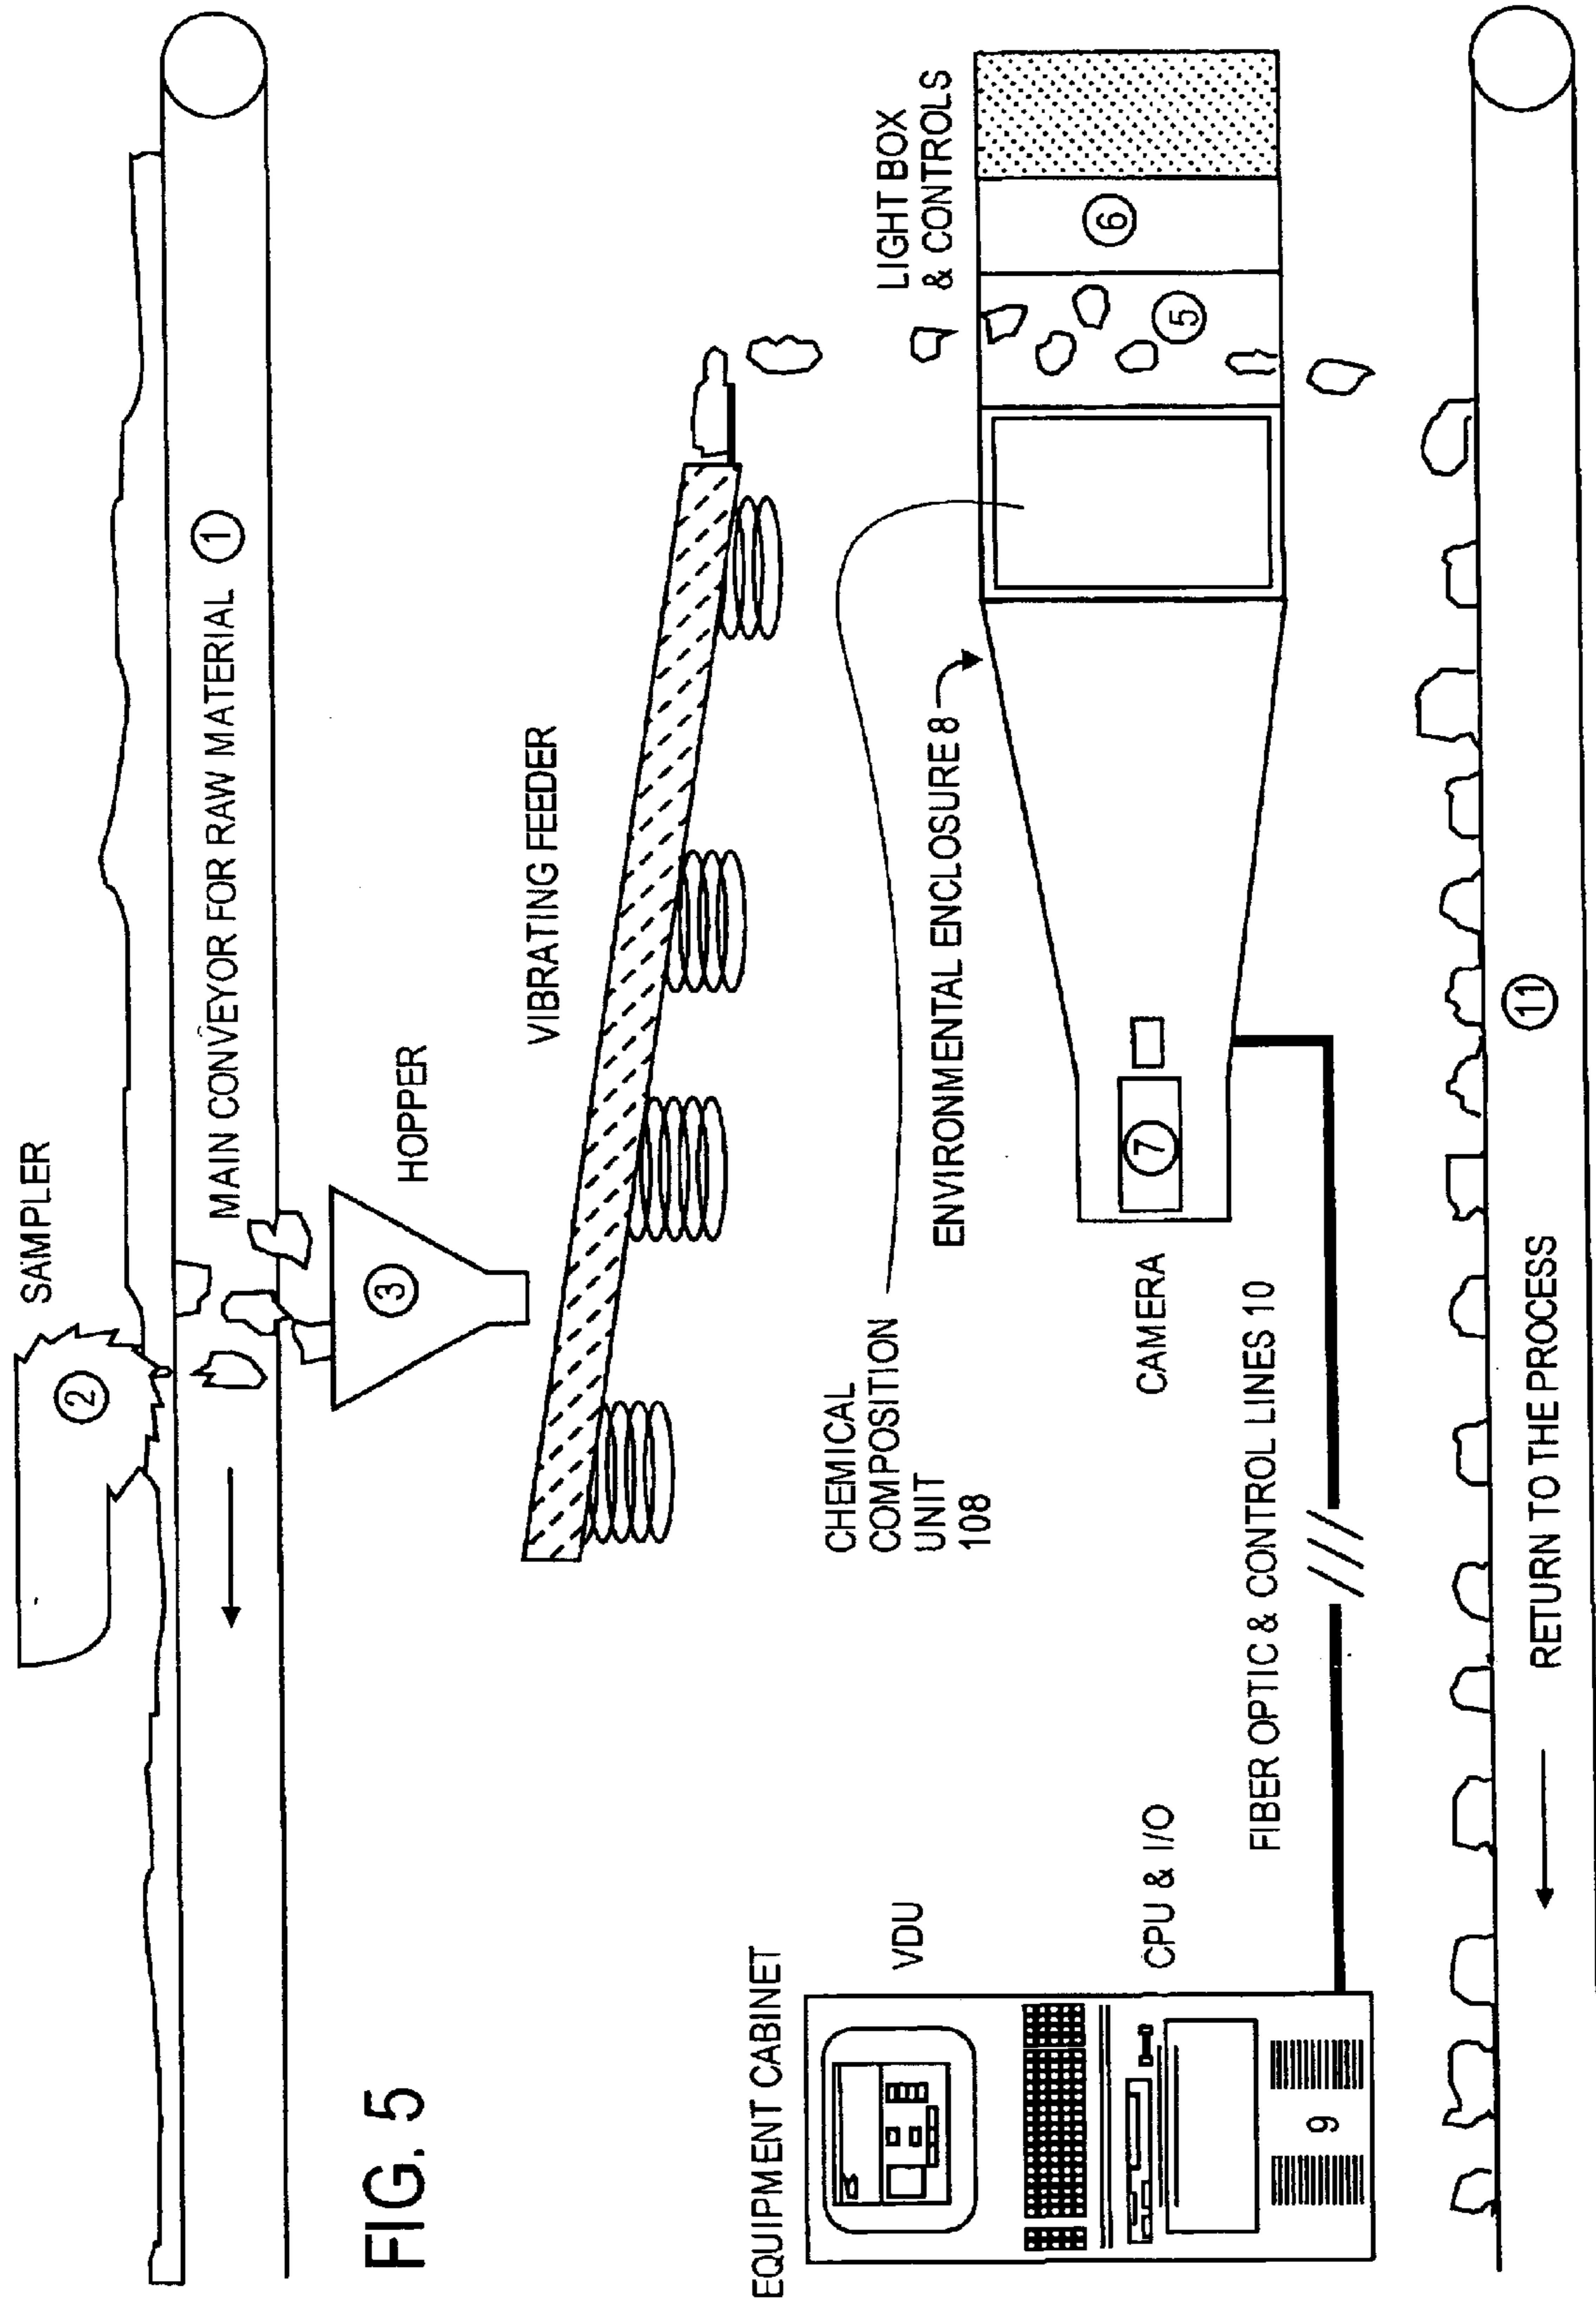 SAMPLER
2
MAIN CONVEYOR FOR RAW MATERIAL 1
HOPPER
3
FIG. 5
VIBRATING FEEDER
LIGHT BOX
& CONTROLS
5
6
CHEMICAL
COMPOSITION
UNIT
108
ENVIRONMENTAL ENCLOSURE 8
7
CAMERA
EQUIPMENT CABINET
VDU
CPU & I/O
9
FIBER OPTIC & CONTROL LINES 10
11
RETURN TO THE PROCESS